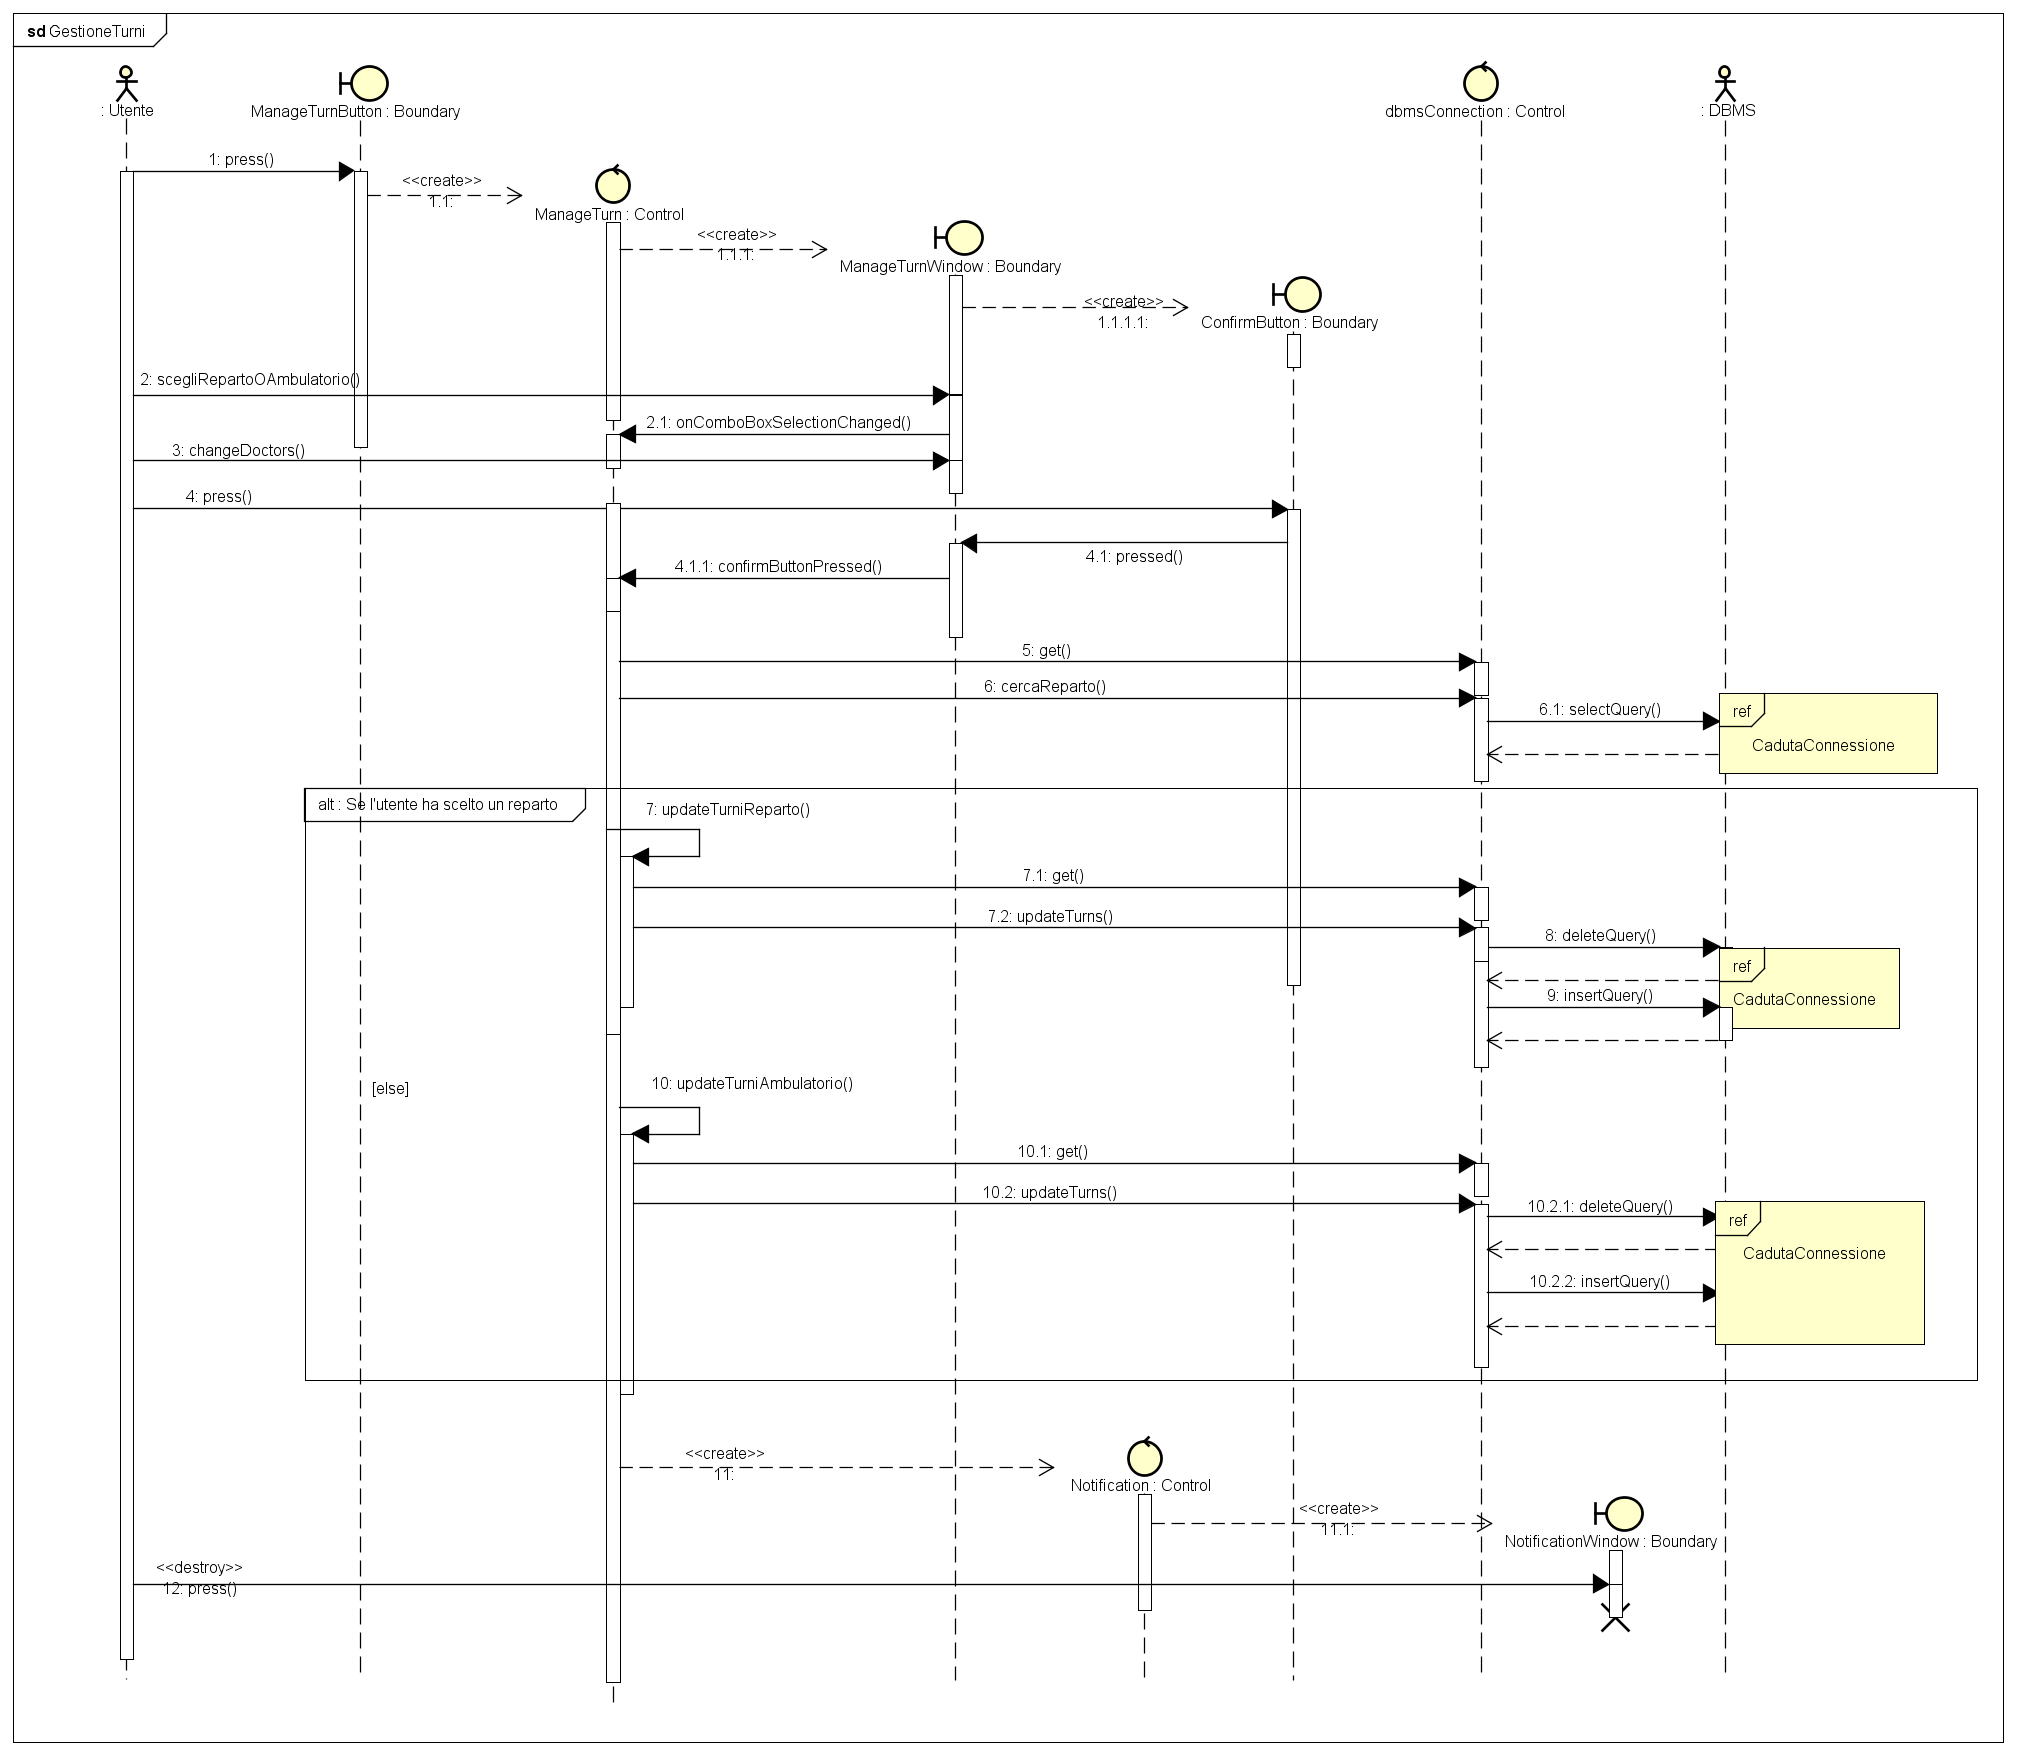 sd GestioneTurni
: Utente
ManageTurnButton : Boundary
dbmsConnection : Control
: DBMS
1: press()
<<create>>
1.1:
ManageTurn : Control
<<create>>
1.1.1:
ManageTurnWindow : Boundary
<<create>>
1.1.1.1:
ConfirmButton : Boundary
2: scegliRepartoOAmbulatorio()
2.1: onComboBoxSelectionChanged()
3: changeDoctors()
4: press()
4.1: pressed()
4.1.1: confirmButtonPressed()
5: get()
6: cercaReparto()
6.1: selectQuery()
ref
CadutaConnessione
alt : Se l'utente ha scelto un reparto
7: updateTurniReparto()
7.1: get()
7.2: updateTurns()
8: deleteQuery()
ref
9: insertQuery()
CadutaConnessione
[else]
10: updateTurniAmbulatorio()
10.1: get()
10.2: updateTurns()
10.2.1: deleteQuery()
ref
CadutaConnessione
10.2.2: insertQuery()
<<create>>
11:
Notification : Control
<<create>>
11.1:
NotificationWindow : Boundary
<<destroy>>
12: press()